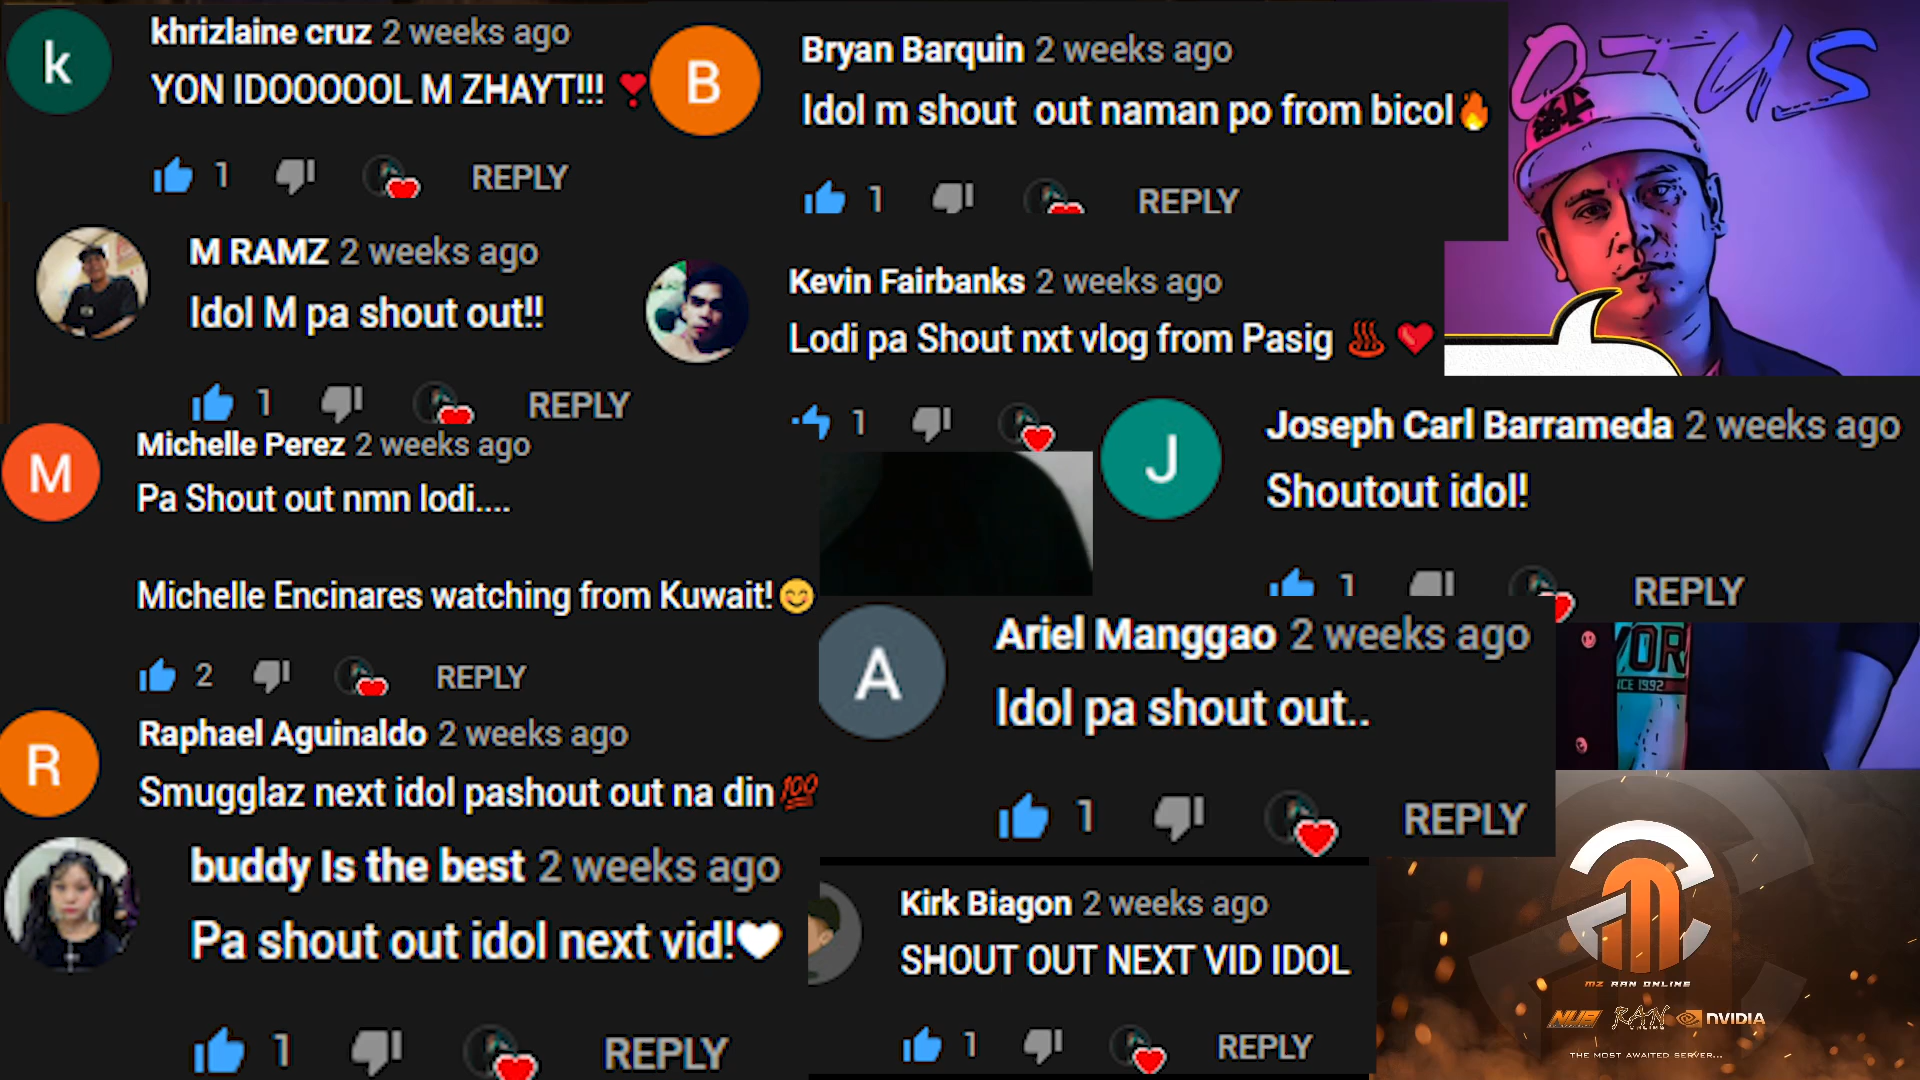 k
khrizlaine cruz 2 weeks ago
YON IDOOOOOL M ZHAYT!!! ❣
1
REPLY
B
Bryan Barquin 2 weeks ago
Idol m shout out naman po from bicol🔥
1
REPLY
OTUS
M RAMZ 2 weeks ago
Idol M pa shout out!!
1
REPLY
Kevin Fairbanks 2 weeks ago
Lodi pa Shout nxt vlog from Pasig ♨ ❤
1
M
Michelle Perez 2 weeks ago
Pa Shout out nmn lodi....
Michelle Encinares watching from Kuwait!😊
2
REPLY
J
Joseph Carl Barrameda 2 weeks ago
Shoutout idol!
1
REPLY
A
Ariel Manggao 2 weeks ago
Idol pa shout out..
1
REPLY
R
Raphael Aguinaldo 2 weeks ago
Smugglaz next idol pashout out na din💯
buddy Is the best 2 weeks ago
Pa shout out idol next vid!🤍
1
REPLY
Kirk Biagon 2 weeks ago
SHOUT OUT NEXT VID IDOL
1
REPLY
MZ RAN ONLINE
RAN
ONLINE
NVIDIA
THE MOST AWAITED SERVER...